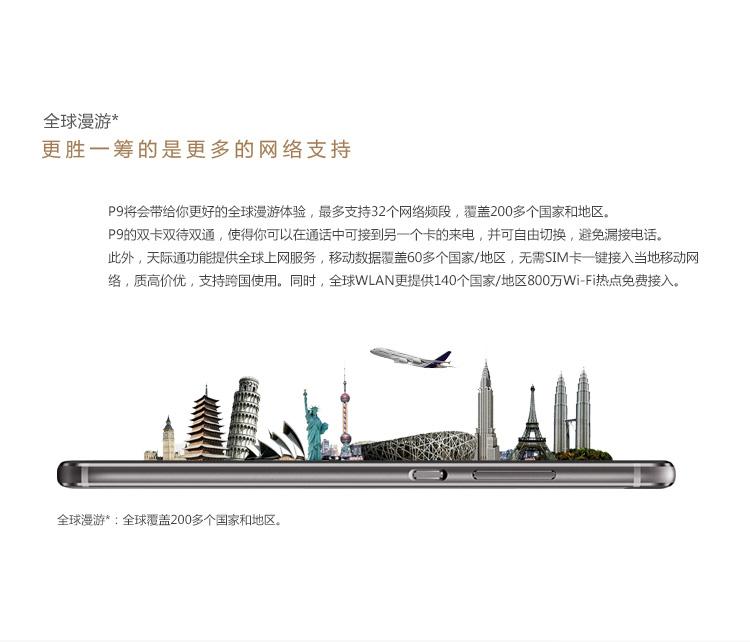 全球漫游*
更胜一筹的是更多的网络支持
P9将会带给你更好的全球漫游体验，最多支持32个网络频段，覆盖200多个国家和地区。
P9的双卡双待双通，使得你可以在通话中可接到另一个卡的来电，并可自由切换，避免漏接电话。
此外，天际通功能提供全球上网服务，移动数据覆盖60多个国家/地区，无需SIM卡一键接入当地移动网
络，质高价优，支持跨国使用。同时，全球WLAN更提供140个国家/地区800万Wi-Fi热点免费接入。
全球漫游*：全球覆盖200多个国家和地区。